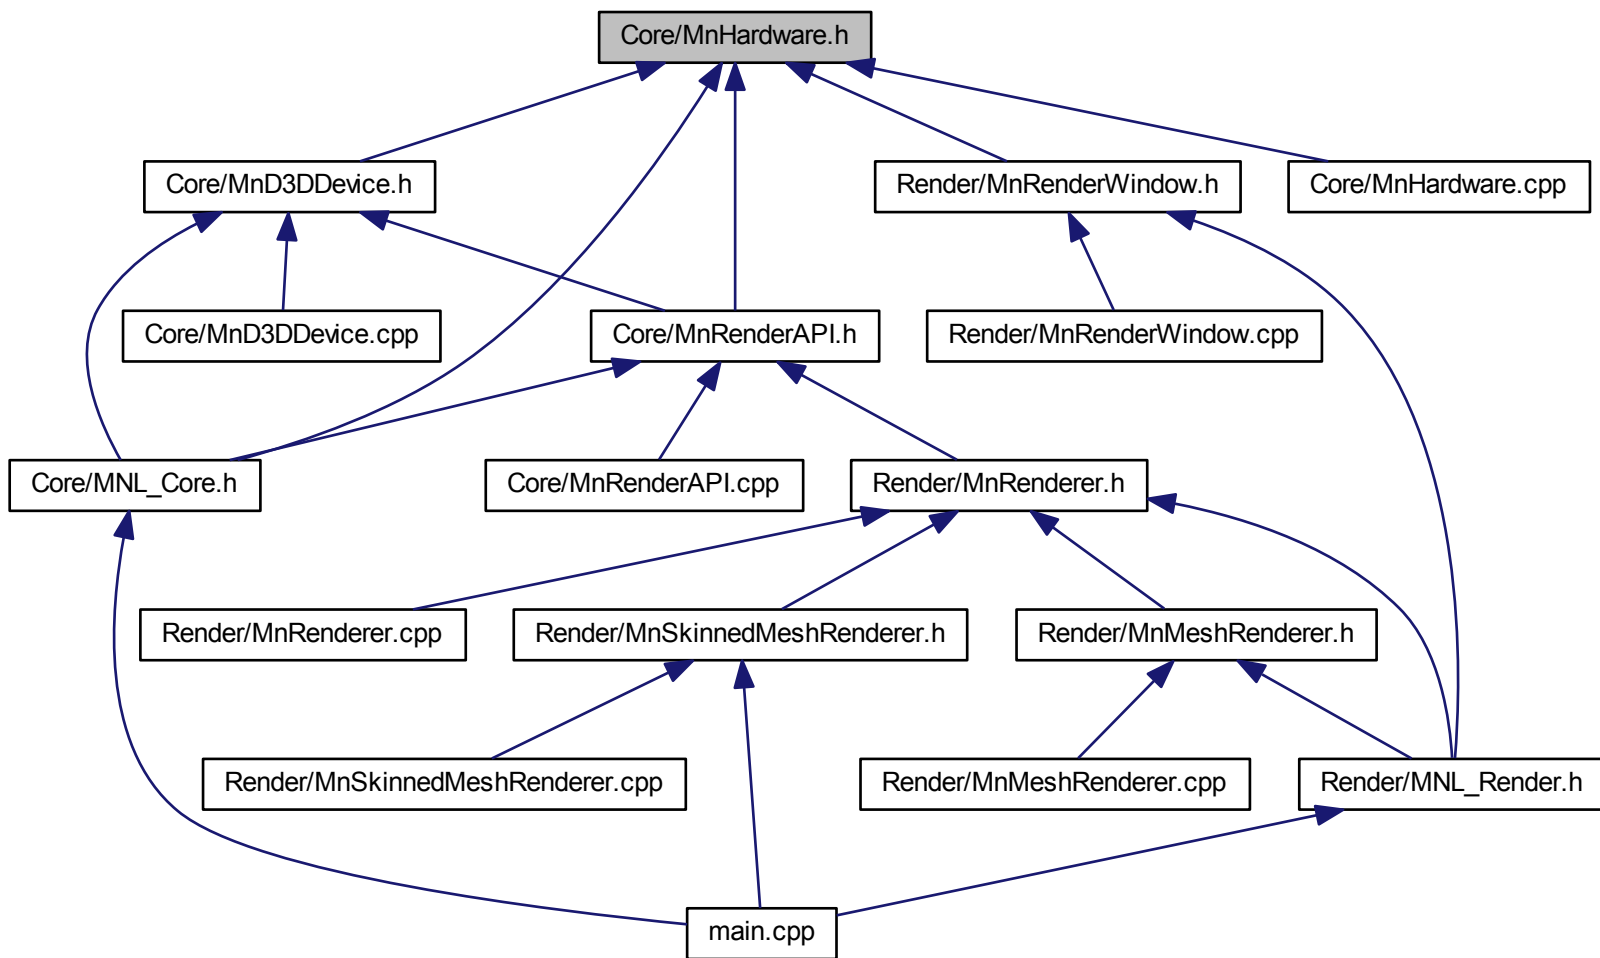 Core/MnHardware.h
Core/MnD3DDevice.h
Render/MnRenderWindow.h
Core/MnHardware.cpp
Core/MnD3DDevice.cpp
Core/MnRenderAPI.h
Render/MnRenderWindow.cpp
Core/MNL_Core.h
Core/MnRenderAPI.cpp
Render/MnRenderer.h
Render/MnRenderer.cpp
Render/MnSkinnedMeshRenderer.h
Render/MnMeshRenderer.h
Render/MnSkinnedMeshRenderer.cpp
Render/MnMeshRenderer.cpp
Render/MNL_Render.h
main.cpp